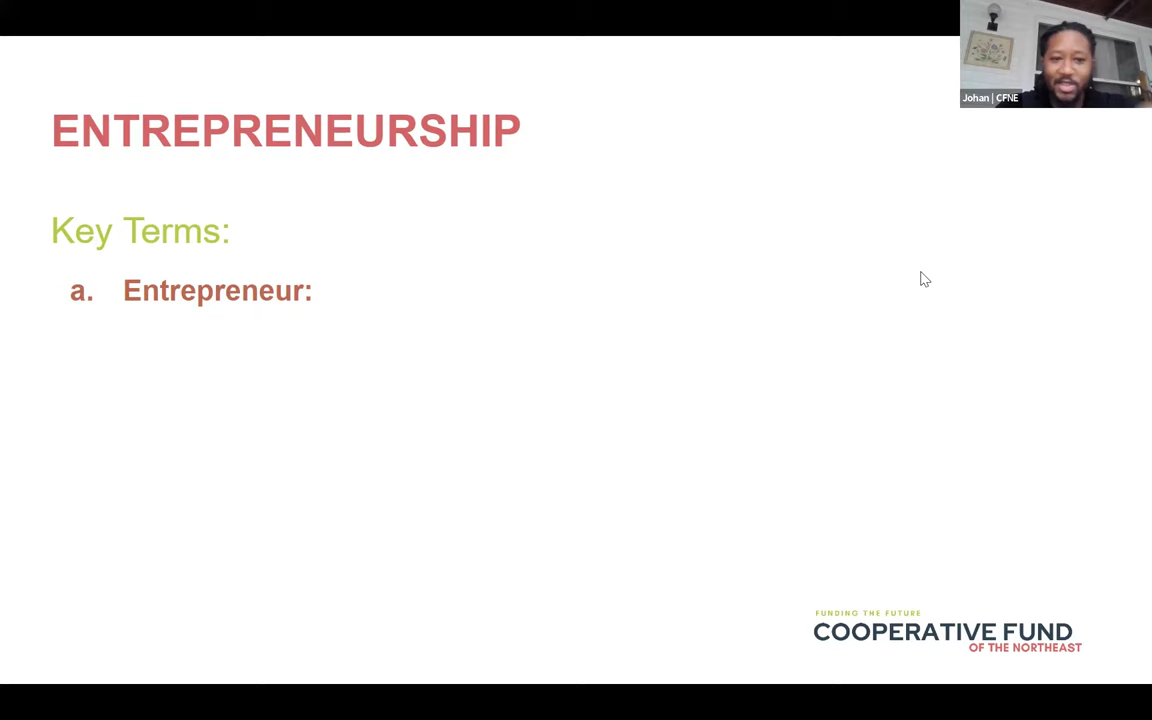 Johan | CFNE
ENTREPRENEURSHIP
Key Terms:
a. Entrepreneur:
FUNDING THE FUTURE
COOPERATIVE FUND
OF THE NORTHEAST